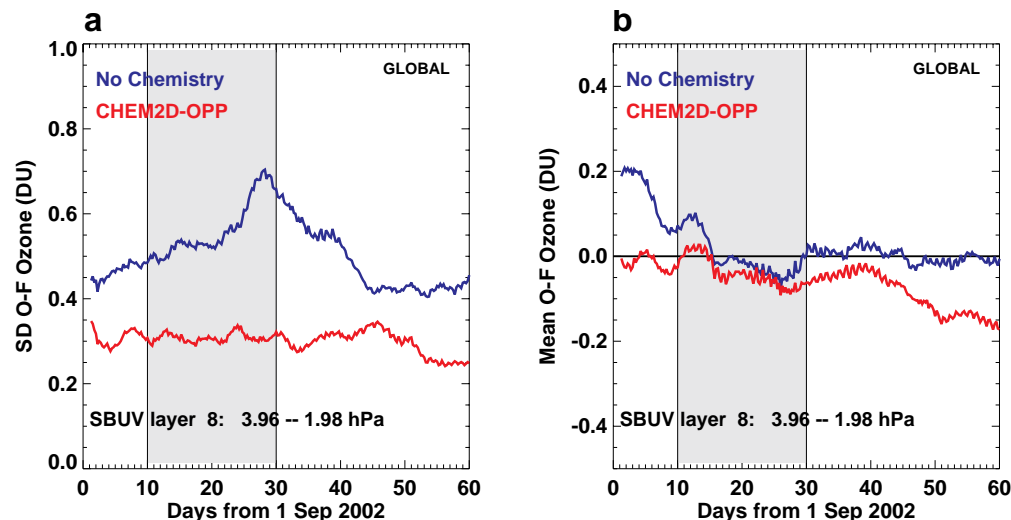 a
SD O-F Ozone (DU)
1.0
0.8
0.6
0.4
0.2
0.0
GLOBAL
No Chemistry
CHEM2D-OPP
SBUV layer 8: 3.96 -- 1.98 hPa
0 10 20 30 40 50 60
Days from 1 Sep 2002
b
Mean O-F Ozone (DU)
0.4
0.2
0.0
-0.2
-0.4
GLOBAL
No Chemistry
CHEM2D-OPP
SBUV layer 8: 3.96 -- 1.98 hPa
0 10 20 30 40 50 60
Days from 1 Sep 2002